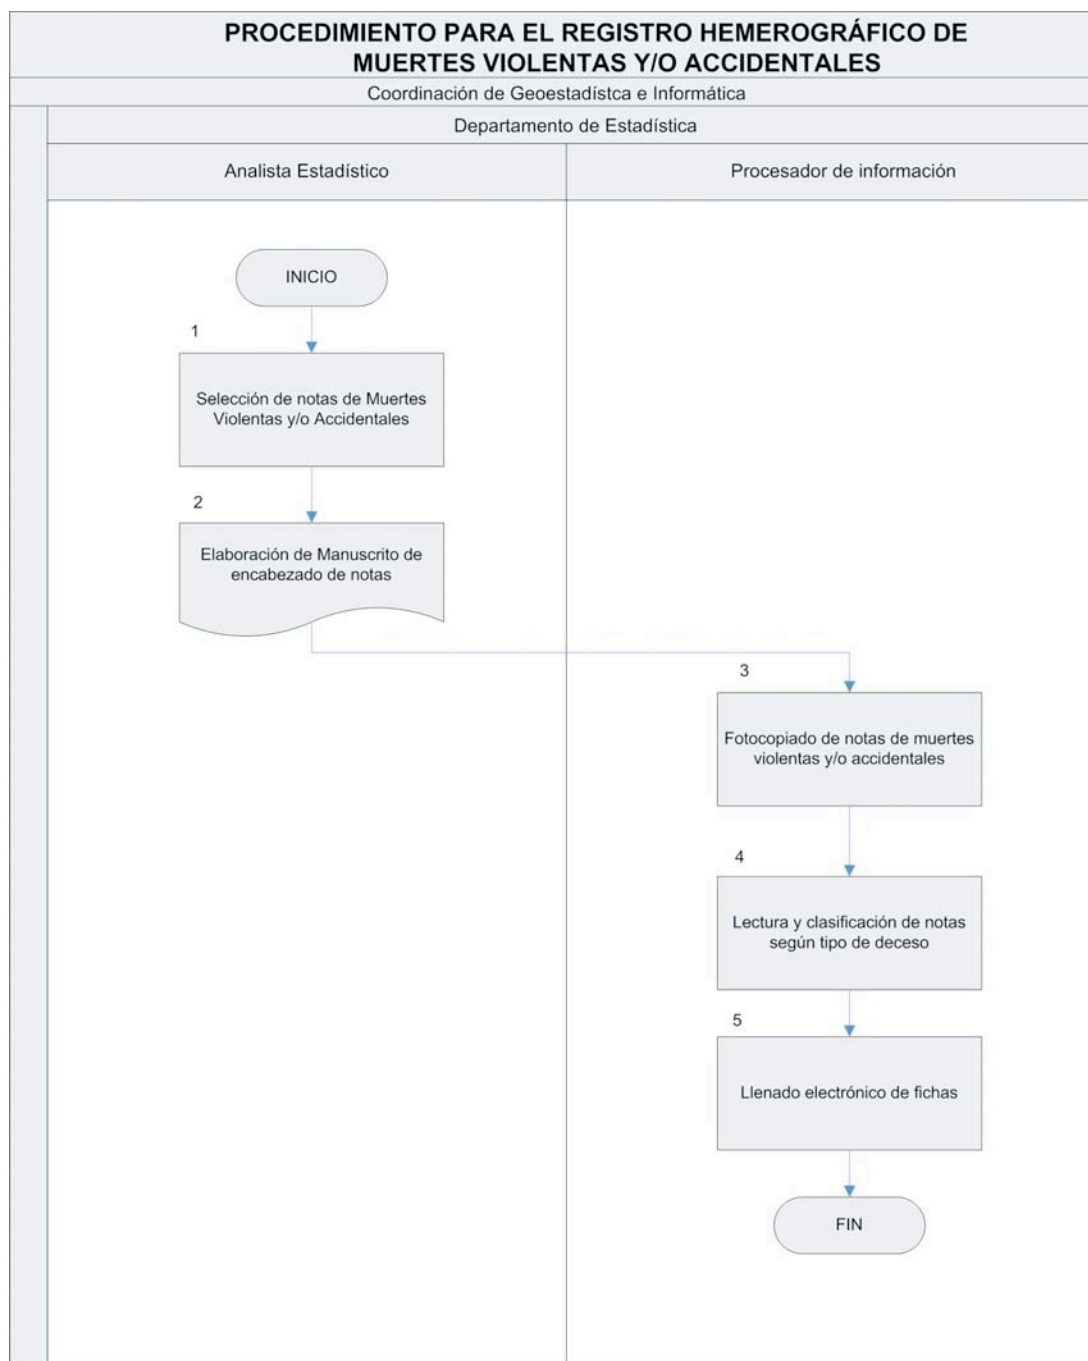 PROCEDIMIENTO PARA EL REGISTRO HEMEROGRÁFICO DE
MUERTES VIOLENTAS Y/O ACCIDENTALES
Coordinación de Geoestadístca e Informática
Departamento de Estadística
Analista Estadístico
Procesador de información
INICIO
1
Selección de notas de Muertes
Violentas y/o Accidentales
2
Elaboración de Manuscrito de
encabezado de notas
3
Fotocopiado de notas de muertes
violentas y/o accidentales
4
Lectura y clasificación de notas
según tipo de deceso
5
Llenado electrónico de fichas
FIN